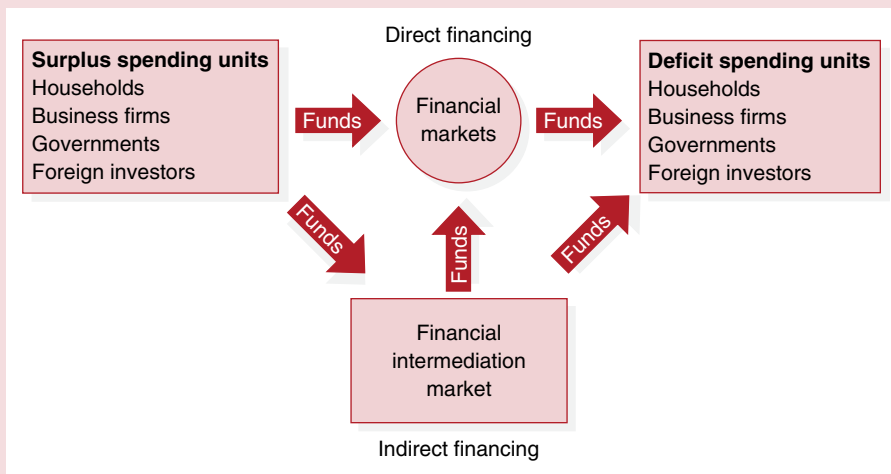 Direct financing
Surplus spending units
Households
Business firms
Governments
Foreign investors
Funds
Financial
markets
Funds
Deficit spending units
Households
Business firms
Governments
Foreign investors
Funds
Funds
Funds
Financial
intermediation
market
Indirect financing